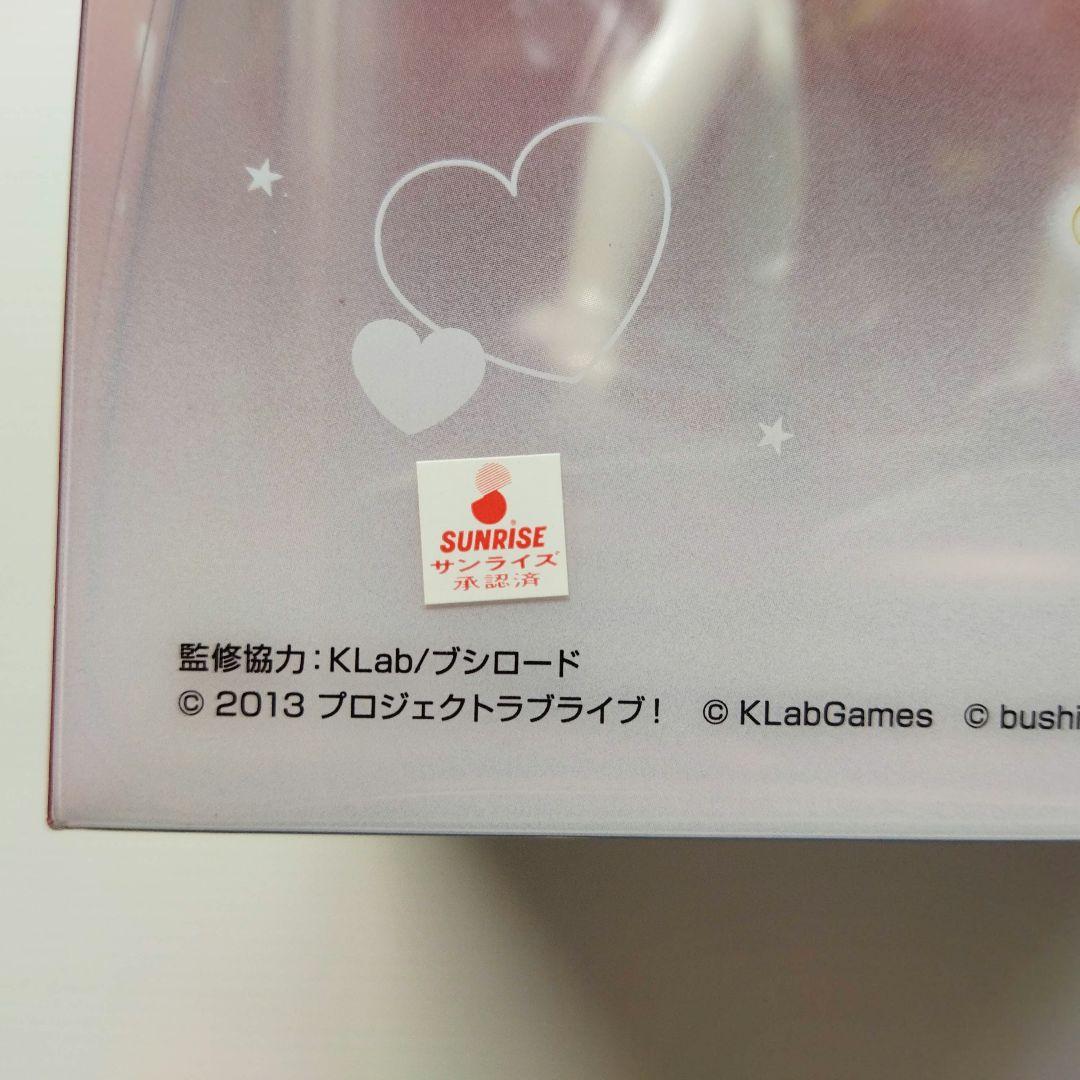 SUNRISE
サンライズ
承認済
監修協力：KLab/ブシロード
© 2013 プロジェクトラブライブ！ © KLabGames © bushi